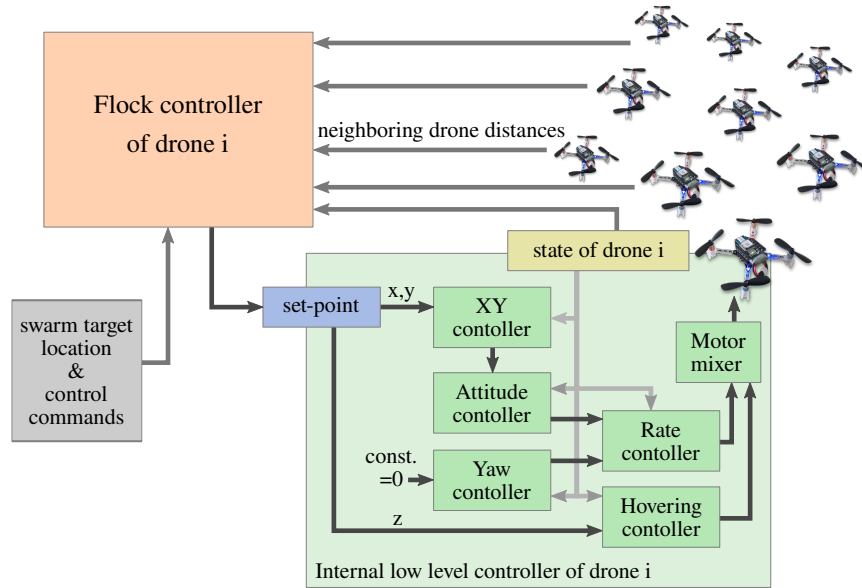 Flock controller
of drone i
neighboring drone distances
state of drone i
set-point
x,y
XY
contoller
swarm target
location
&
control
commands
Motor
mixer
Attitude
contoller
Rate
contoller
const.
=0
Yaw
contoller
Hovering
contoller
z
Internal low level controller of drone i